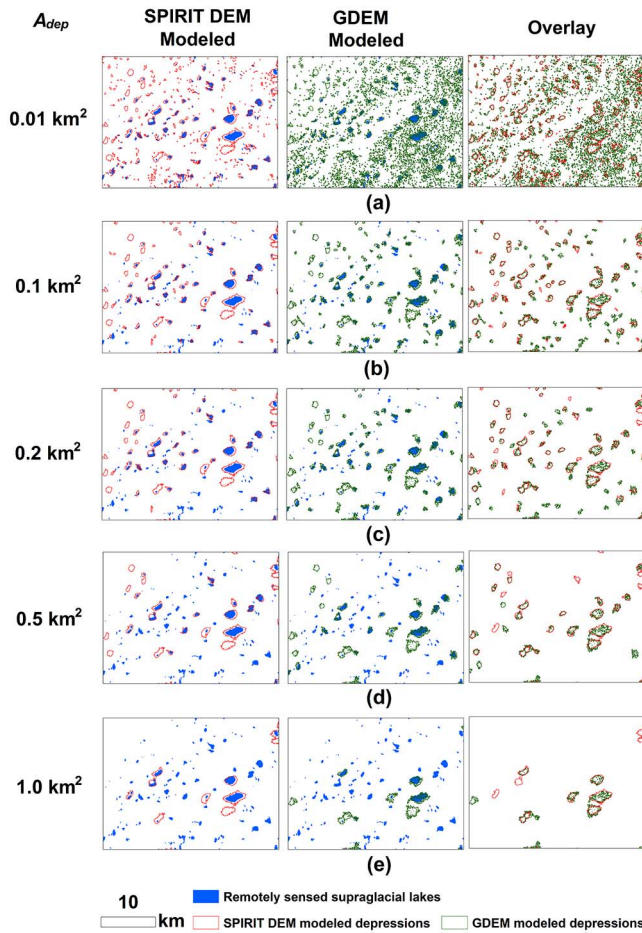 A_dep
SPIRIT DEM
Modeled
GDEM
Modeled
Overlay
0.01 km²
(a)
0.1 km²
(b)
0.2 km²
(c)
0.5 km²
(d)
1.0 km²
(e)
10
km
Remotely sensed supraglacial lakes
SPIRIT DEM modeled depressions
GDEM modeled depressions